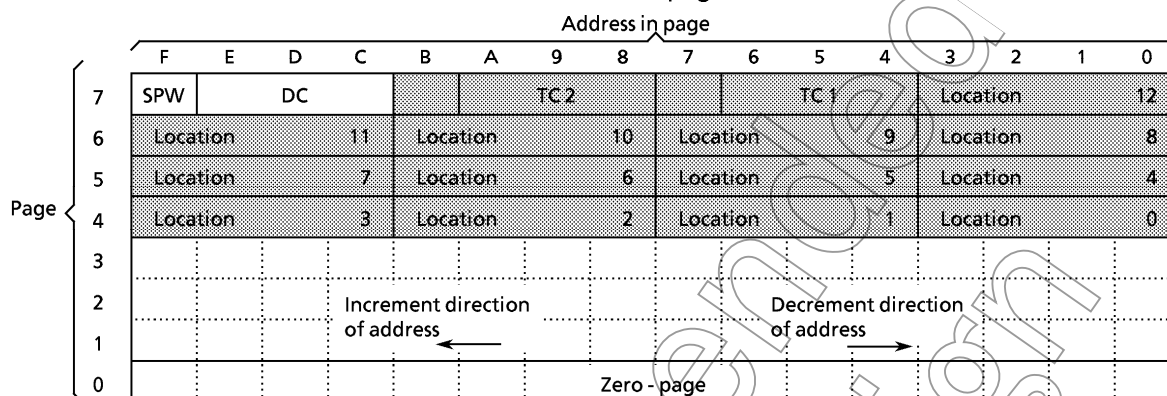 Address in page
F E D C B A 9 8 7 6 5 4 3 2 1 0
7 SPW DC TC 2 TC 1 Location 12
6 Location 11 Location 10 Location 9 Location 8
5 Location 7 Location 6 Location 5 Location 4
Page
4 Location 3 Location 2 Location 1 Location 0
3
2 Increment direction Decrement direction
of address of address
1
0 Zero - page